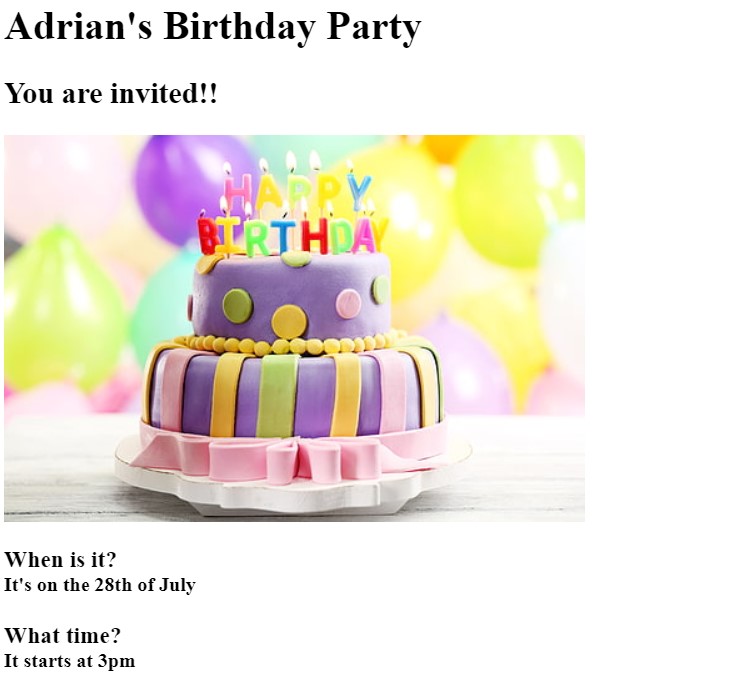 Adrian's Birthday Party
You are invited!!
HAPPY
BIRTHDAY
When is it?
It's on the 28th of July
What time?
It starts at 3pm